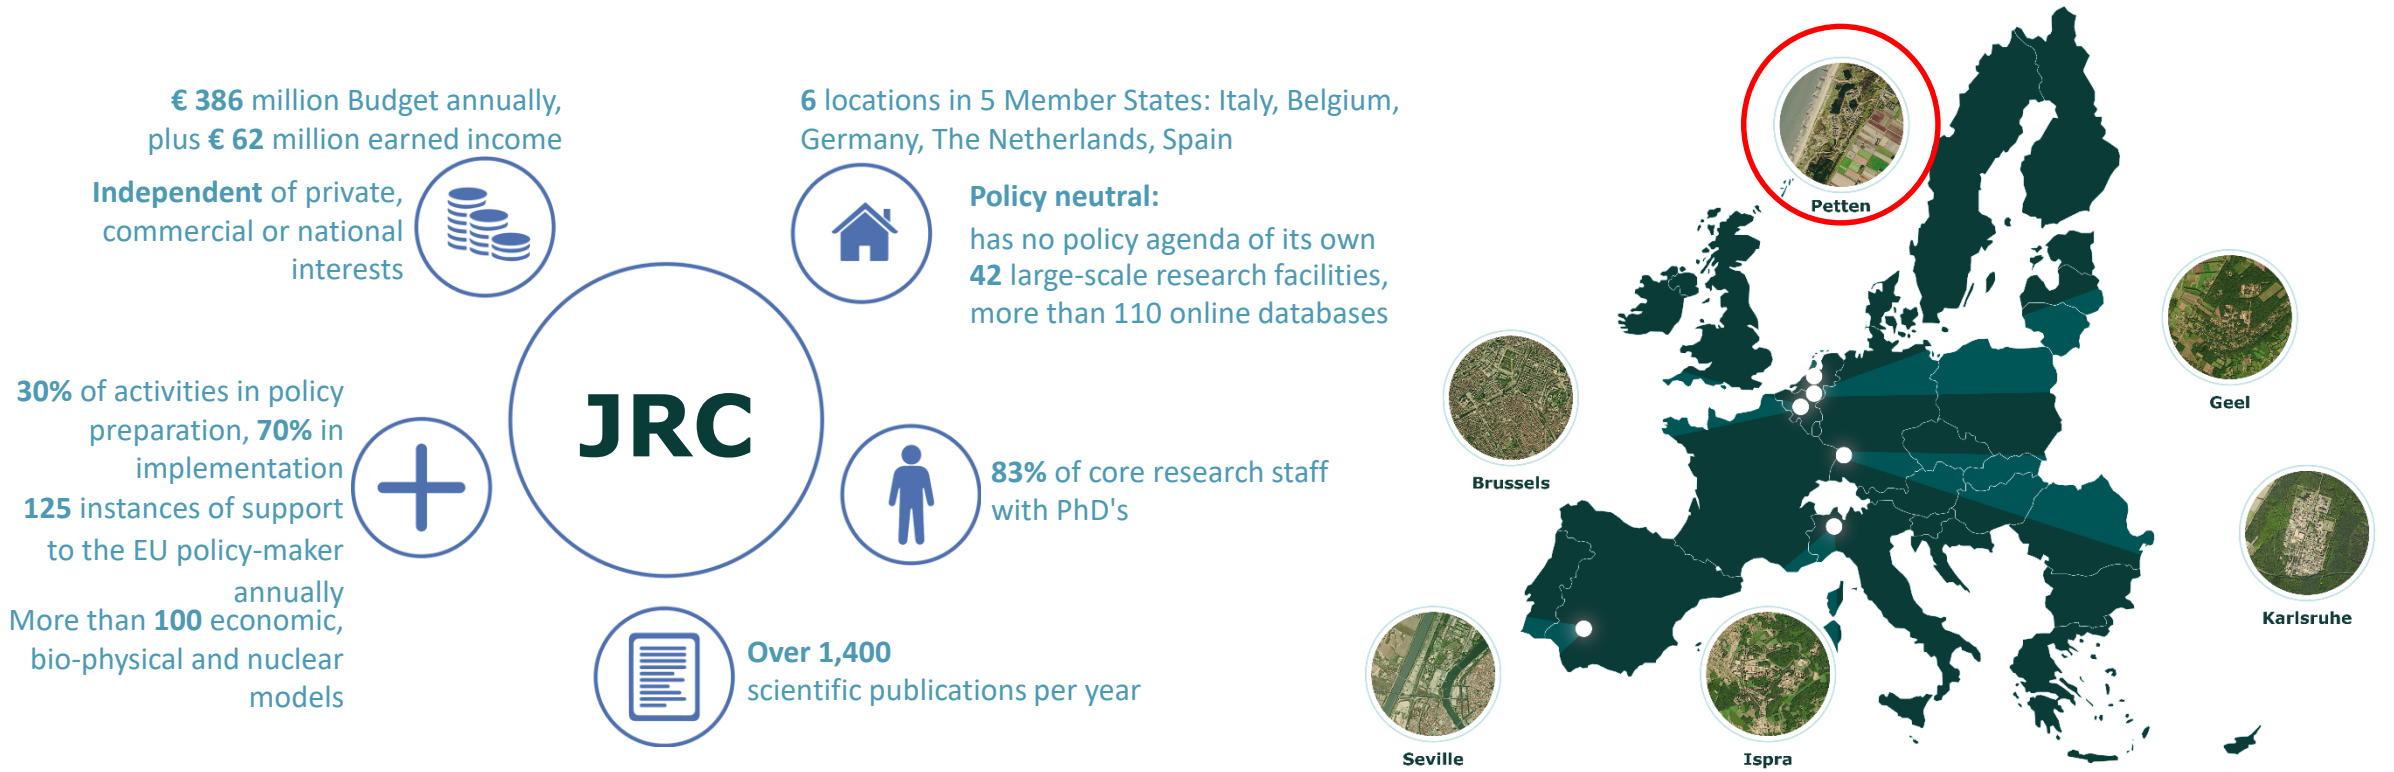 € 386 million Budget annually,
plus € 62 million earned income
Independent of private,
commercial or national
interests
6 locations in 5 Member States: Italy, Belgium,
Germany, The Netherlands, Spain
Policy neutral:
has no policy agenda of its own
42 large-scale research facilities,
more than 110 online databases
JRC
30% of activities in policy
preparation, 70% in
implementation
125 instances of support
to the EU policy-maker
annually
More than 100 economic,
bio-physical and nuclear
models
83% of core research staff
with PhD's
Over 1,400
scientific publications per year
Petten
Geel
Brussels
Karlsruhe
Seville
Ispra